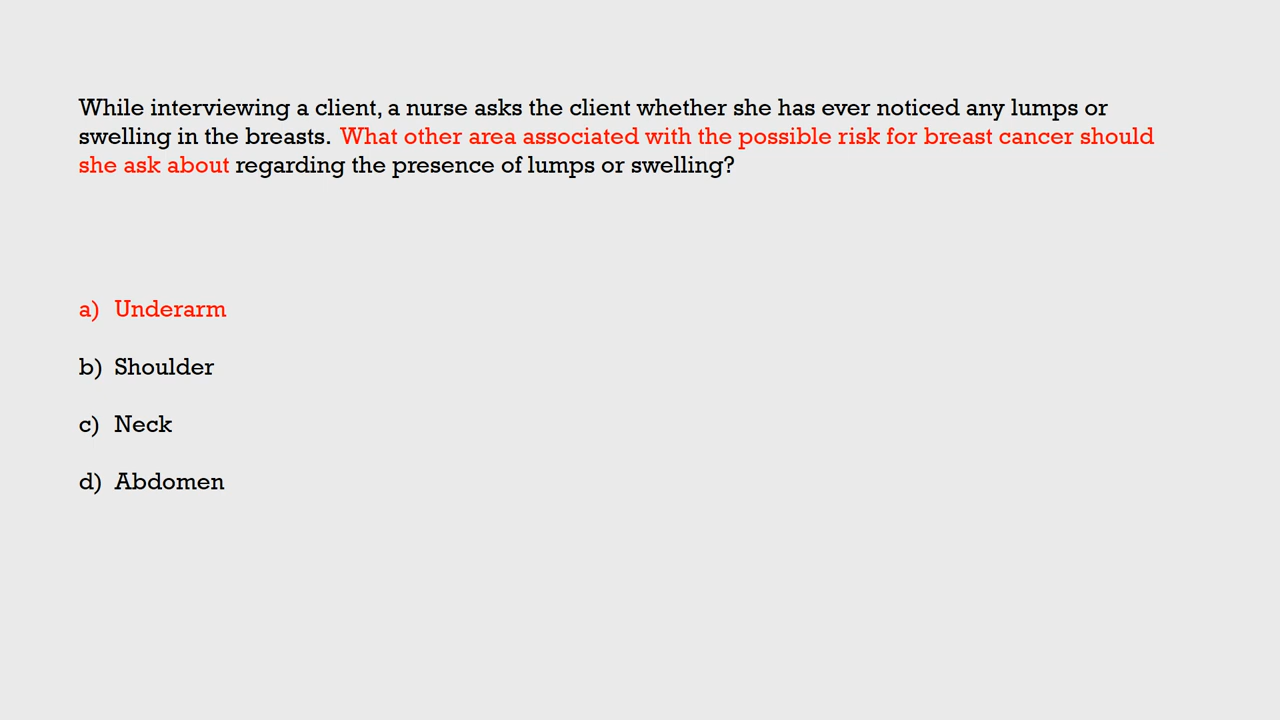 While interviewing a client, a nurse asks the client whether she has ever noticed any lumps or
swelling in the breasts. What other area associated with the possible risk for breast cancer should
she ask about regarding the presence of lumps or swelling?
a) Underarm
b) Shoulder
c) Neck
d) Abdomen